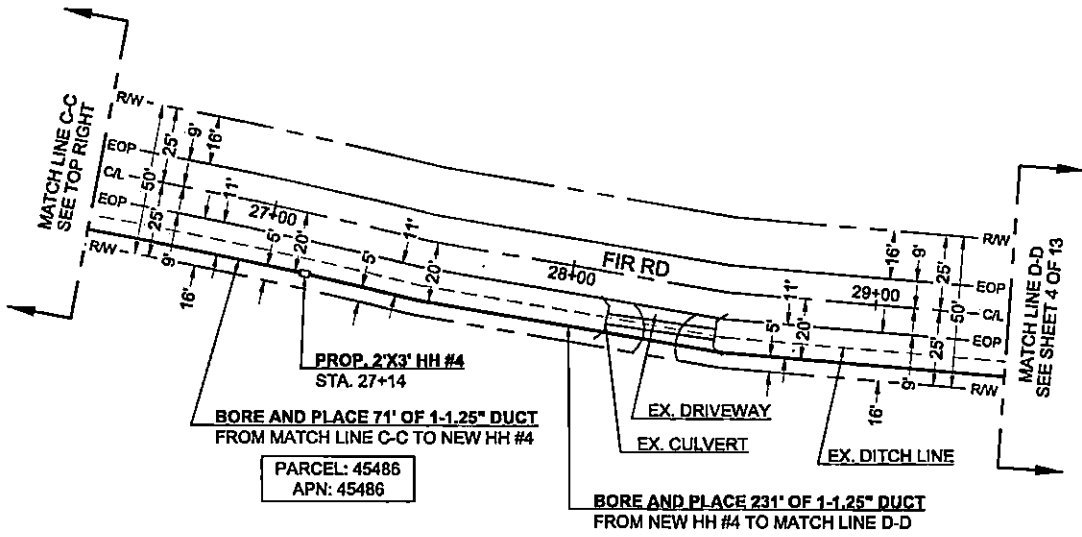 MATCH LINE C-C
SEE TOP RIGHT
R/W
EOP
C/L
EOP
R/W
50'
25'
25'
9'
9'
16'
16'
11'
5'
27+00
20'
5'
11'
20'
28+00
FIR RD
29+00
11'
5'
20'
16'
9'
25'
50'
25'
9'
16'
R/W
EOP
C/L
EOP
R/W
MATCH LINE D-D
SEE SHEET 4 OF 13
PROP. 2'X3' HH #4
STA. 27+14
BORE AND PLACE 71' OF 1-1.25" DUCT
FROM MATCH LINE C-C TO NEW HH #4
PARCEL: 45486
APN: 45486
EX. DRIVEWAY
EX. CULVERT
EX. DITCH LINE
BORE AND PLACE 231' OF 1-1.25" DUCT
FROM NEW HH #4 TO MATCH LINE D-D